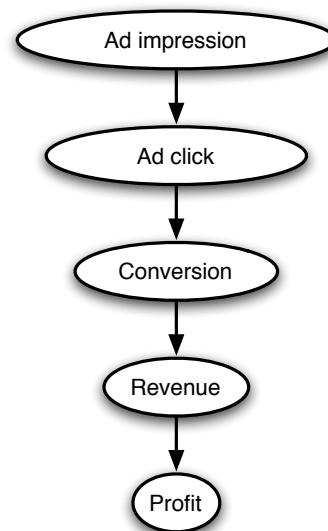 Ad impression
Ad click
Conversion
Revenue
Profit